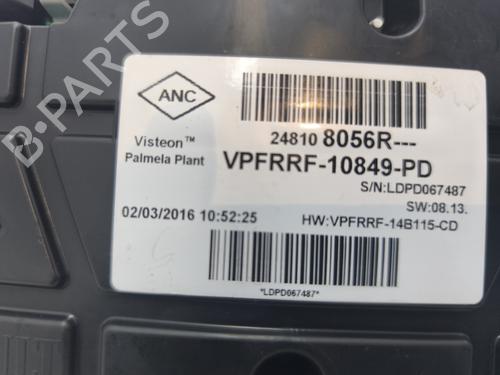 ANC
Visteon™
Palmela Plant
24810 8056R---
VPFRRF-10849-PD
S/N:LDPD067487
SW:08.13.
02/03/2016 10:52:25
HW:VPFRRF-14B115-CD
*LDPD067487*
B-PARTS